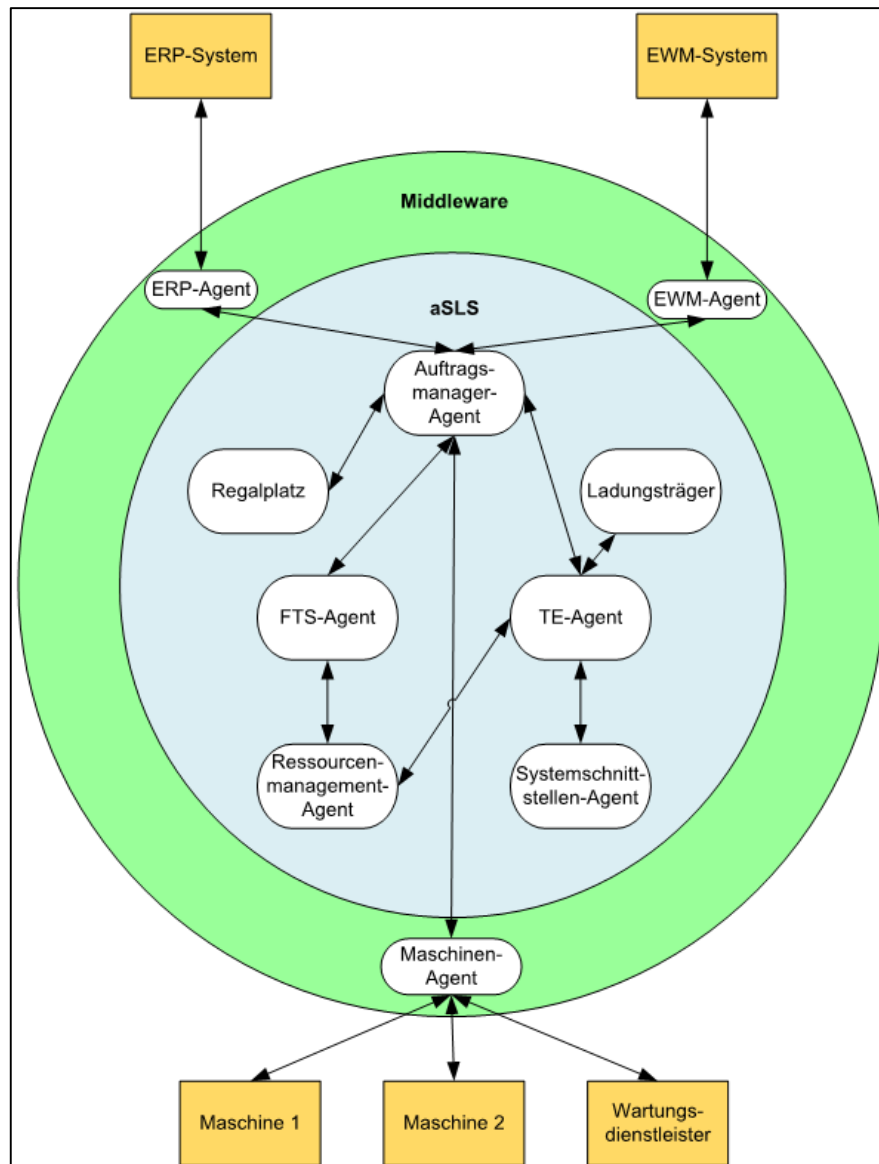 ERP-System
EWM-System
Middleware
ERP-Agent
EWM-Agent
aSLS
Auftrags-
manager-
Agent
Regalplatz
Ladungsträger
FTS-Agent
TE-Agent
Ressourcen-
management-
Agent
Systemschnitt-
stellen-Agent
Maschinen-
Agent
Maschine 1
Maschine 2
Wartungs-
dienstleister